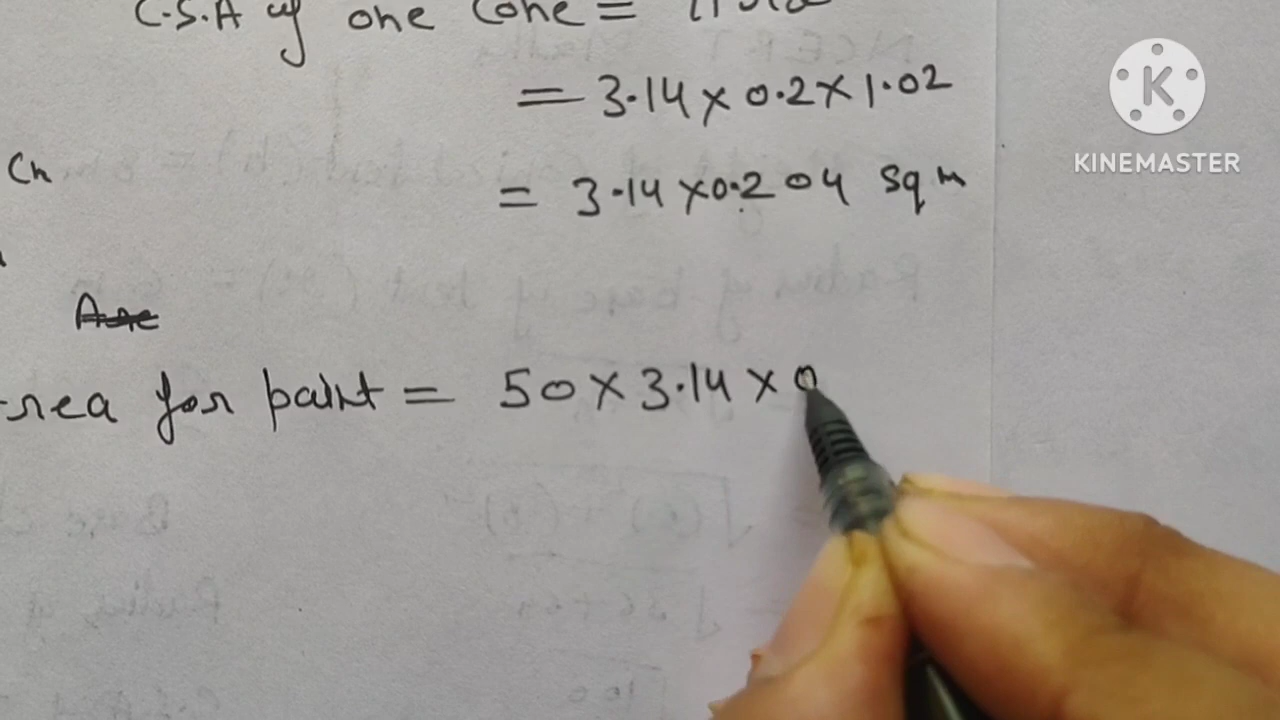 C.S.A of one Cone = πrl
= 3.14 × 0.2 × 1.02
KINEMASTER
Ch
= 3.14 × 0.204 sq m
rea for paint = 50 × 3.14 × 0